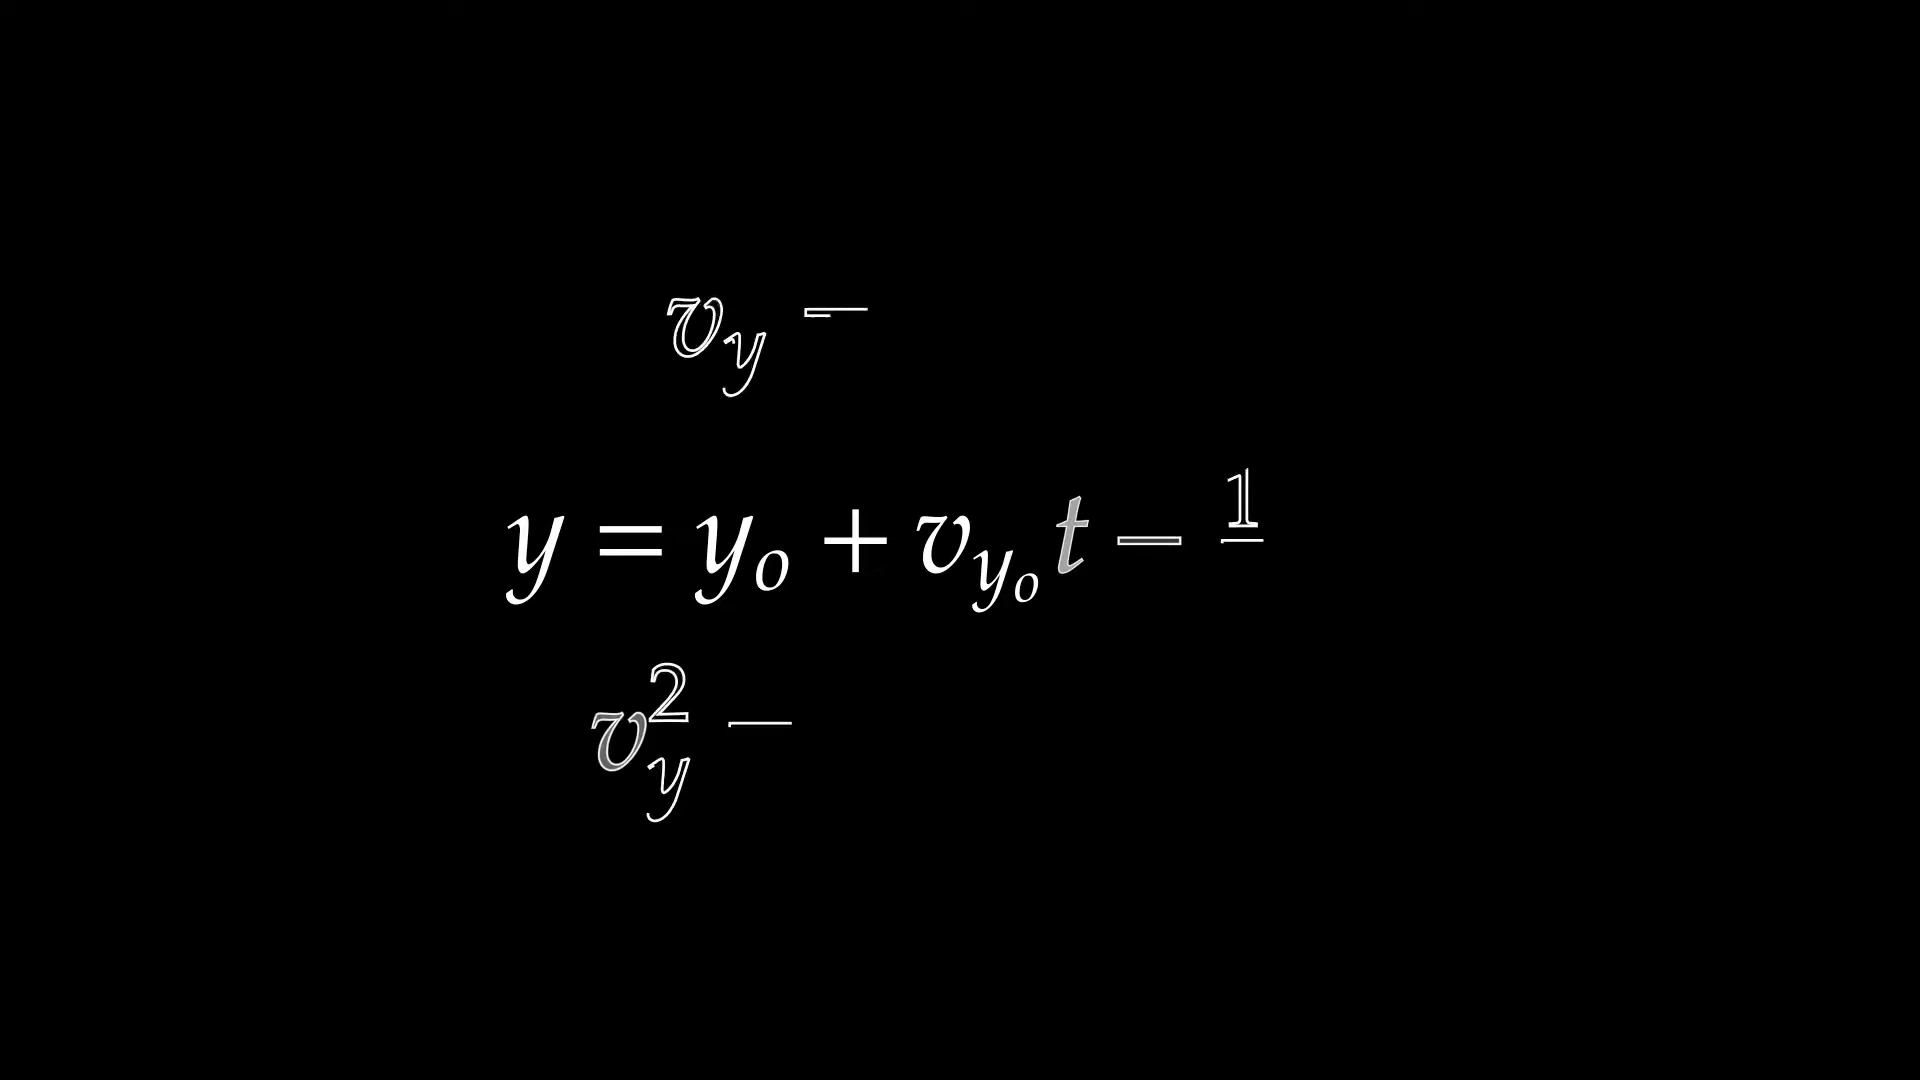 v_y —
y = y_o + v_{y_o} t − 1
v_y^2 —